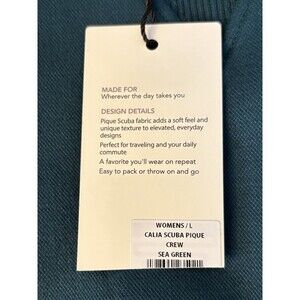 MADE FOR
Wherever the day takes you
DESIGN DETAILS
Pique Scuba fabric adds a soft feel and
unique texture to elevated, everyday
designs
Perfect for traveling and your daily
commute
A favorite you'll wear on repeat
Easy to pack or throw on and go
WOMENS / L
CALIA SCUBA PIQUE
CREW
SEA GREEN